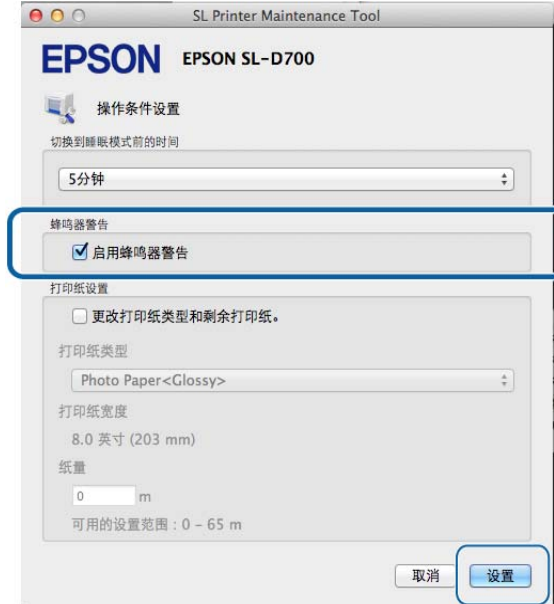 SL Printer Maintenance Tool
EPSON EPSON SL-D700
操作条件设置
切换到睡眠模式前的时间
5分钟
蜂鸣器警告
启用蜂鸣器警告
打印纸设置
更改打印纸类型和剩余打印纸。
打印纸类型
Photo Paper<Glossy>
打印纸宽度
8.0 英寸 (203 mm)
纸量
0 m
可用的设置范围：0 – 65 m
取消 设置